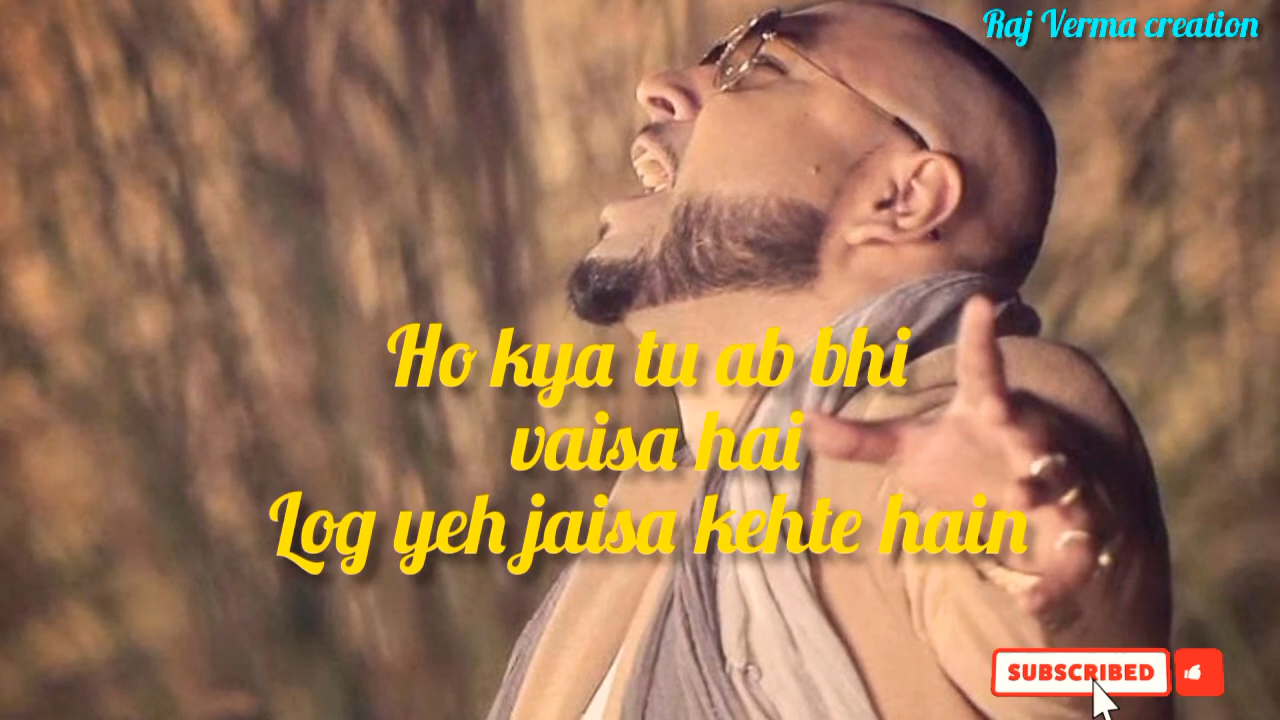 Raj Verma creation
Ho kya tu ab bhi
vaisa hai
Log yeh jaisa kehte hain
SUBSCRIBED